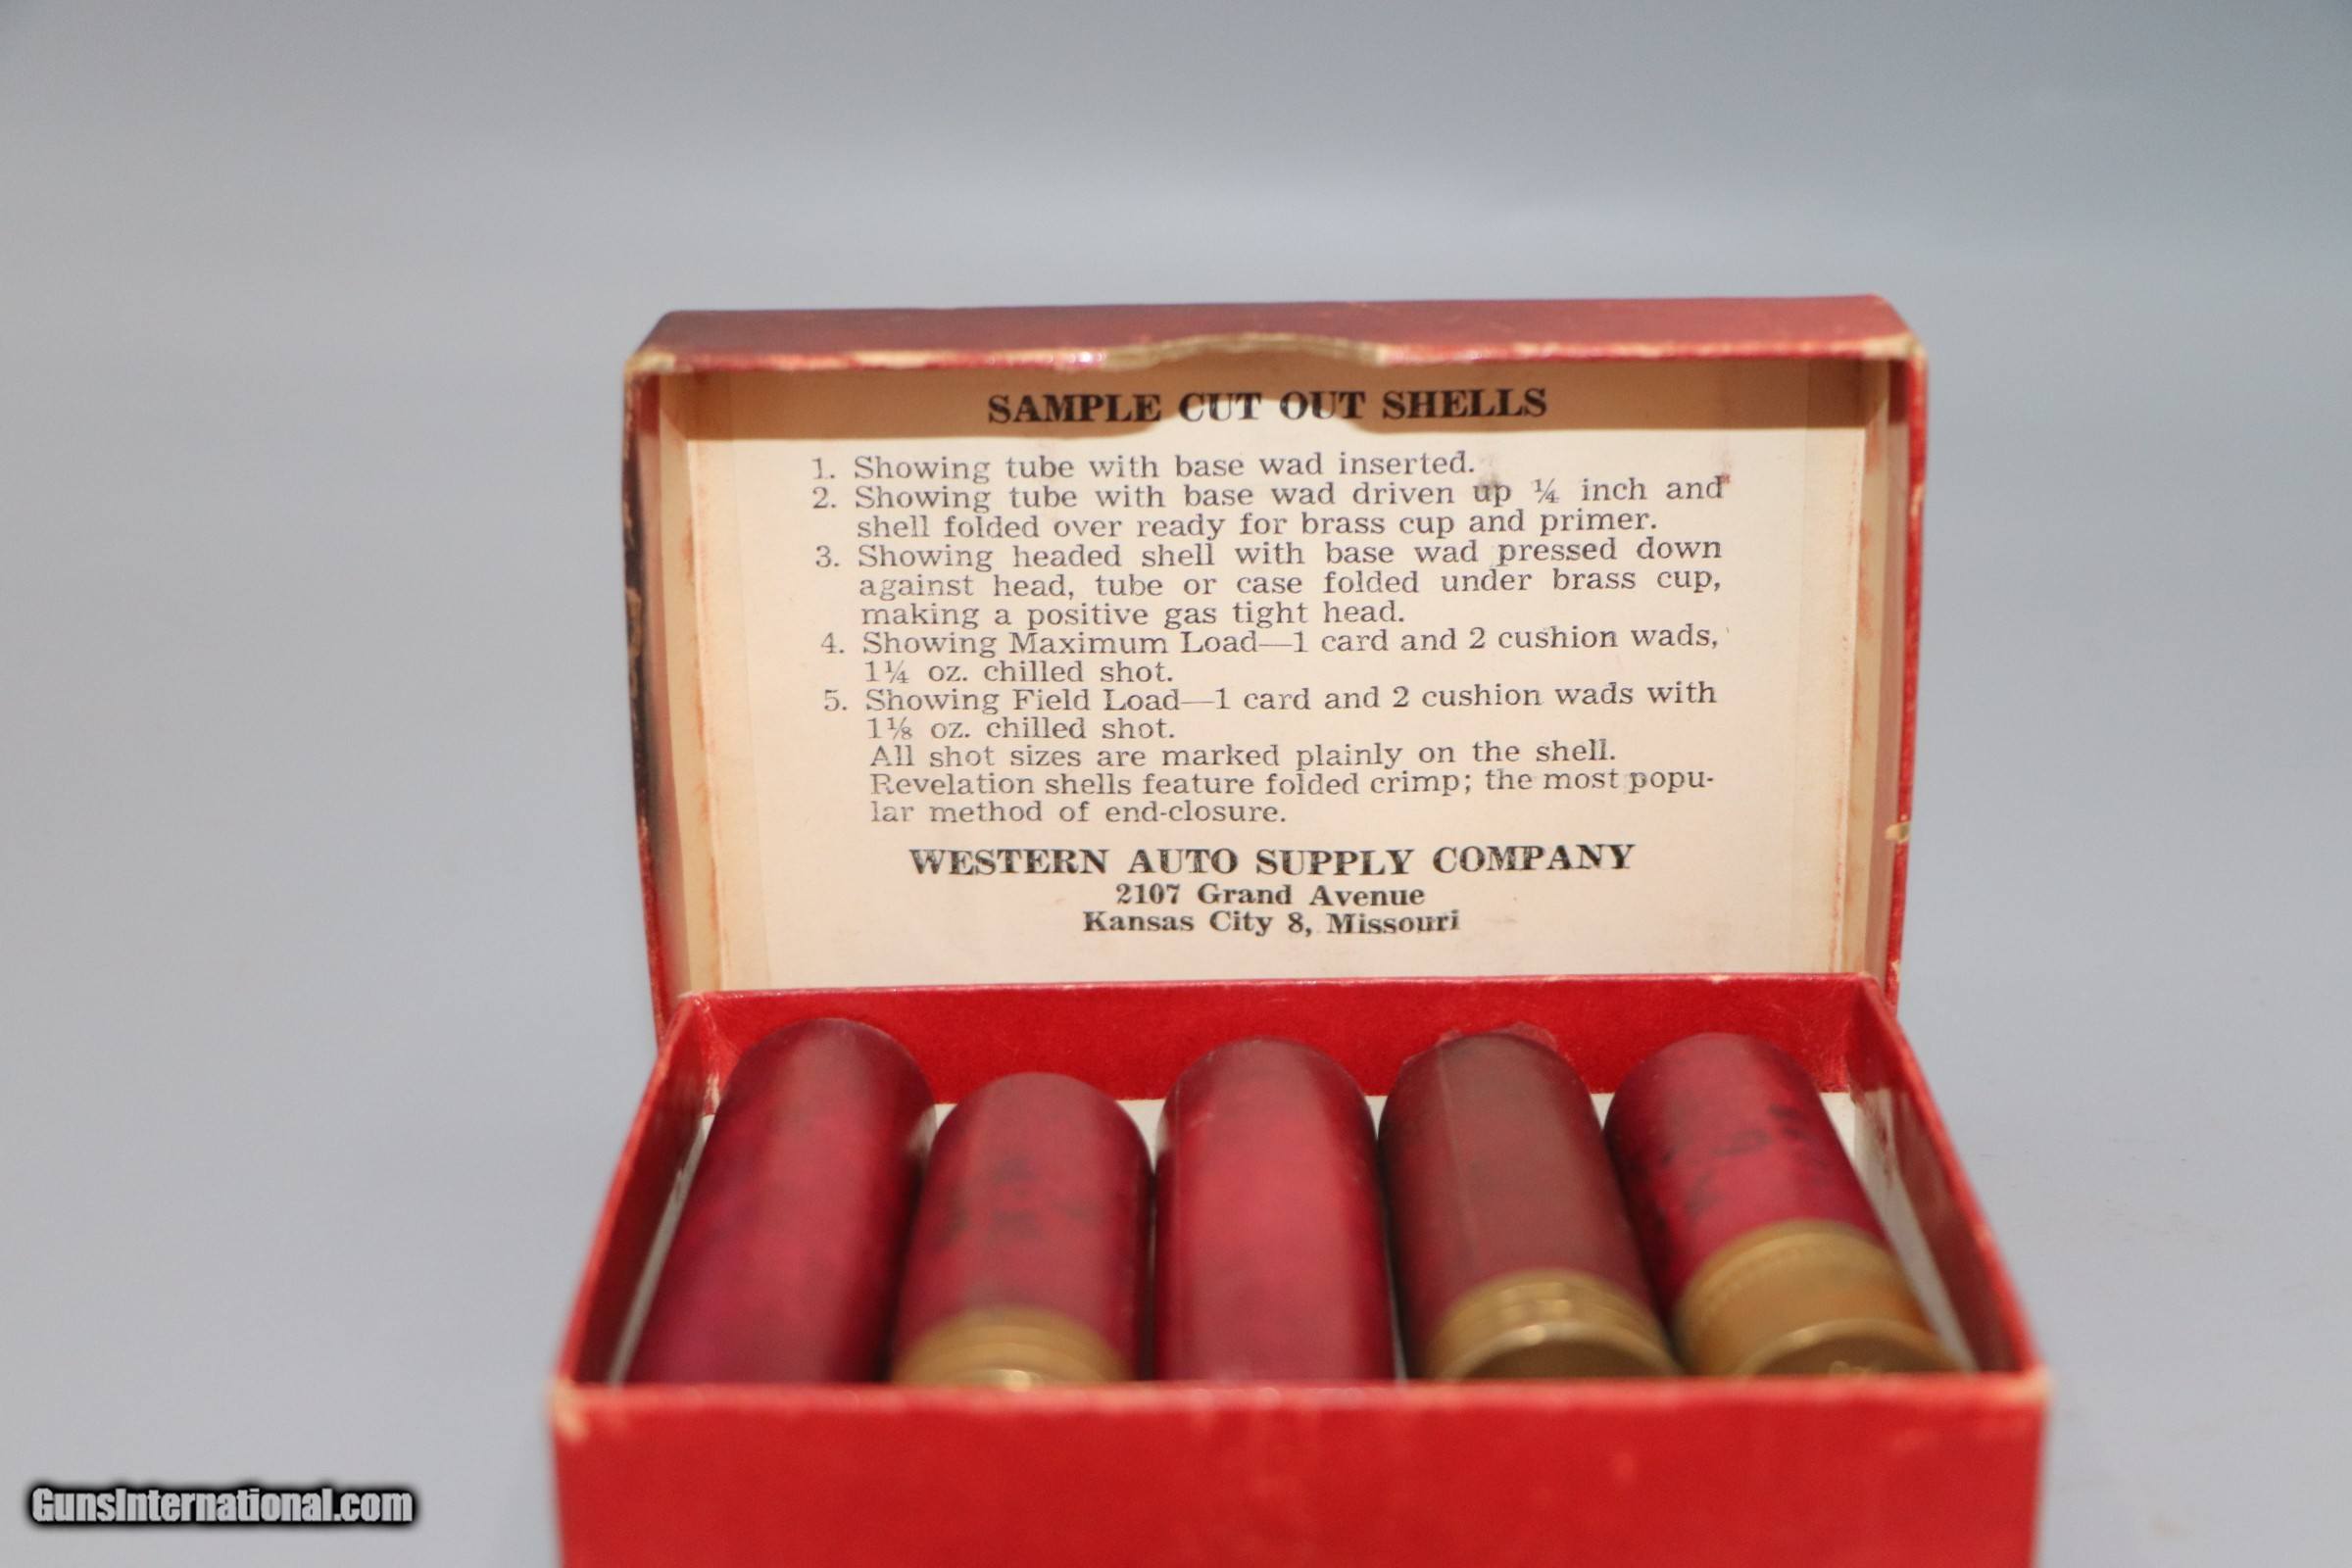 SAMPLE CUT OUT SHELLS
1. Showing tube with base wad inserted.
2. Showing tube with base wad driven up ¼ inch and
shell folded over ready for brass cup and primer.
3. Showing headed shell with base wad pressed down
against head, tube or case folded under brass cup,
making a positive gas tight head.
4. Showing Maximum Load—1 card and 2 cushion wads,
1¼ oz. chilled shot.
5. Showing Field Load—1 card and 2 cushion wads with
1⅛ oz. chilled shot.
All shot sizes are marked plainly on the shell.
Revelation shells feature folded crimp; the most popu-
lar method of end-closure.
WESTERN AUTO SUPPLY COMPANY
2107 Grand Avenue
Kansas City 8, Missouri
GunsInternational.com